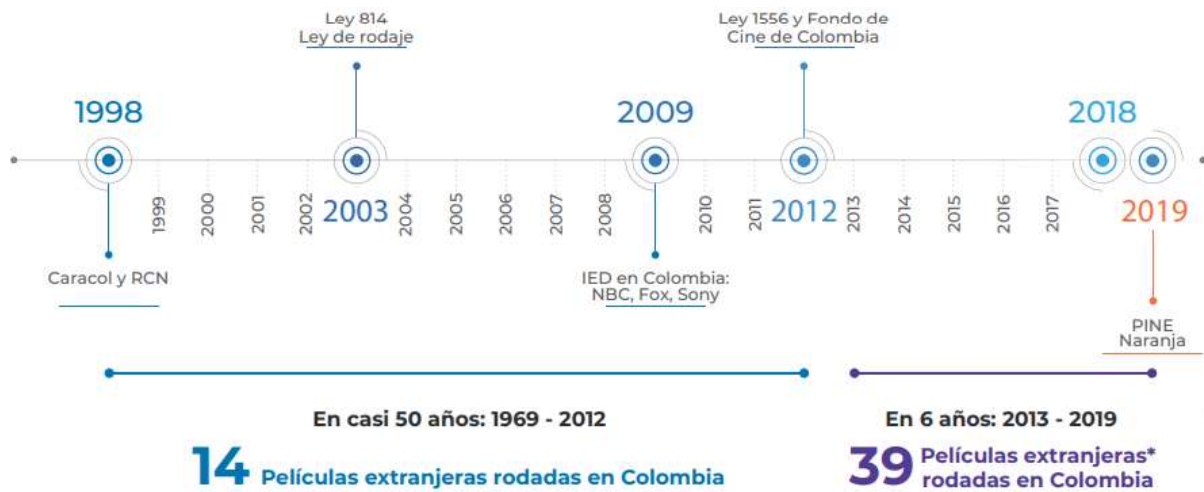 Ley 814
Ley de rodaje
Ley 1556 y Fondo de
Cine de Colombia
1998
2009
2018
1999
2000
2001
2002
2003
2004
2005
2006
2007
2008
2010
2011
2012
2013
2014
2015
2016
2017
2019
Caracol y RCN
IED en Colombia:
NBC, Fox, Sony
PINE
Naranja
En casi 50 años: 1969 - 2012
14 Películas extranjeras rodadas en Colombia
En 6 años: 2013 - 2019
39 Películas extranjeras*
rodadas en Colombia